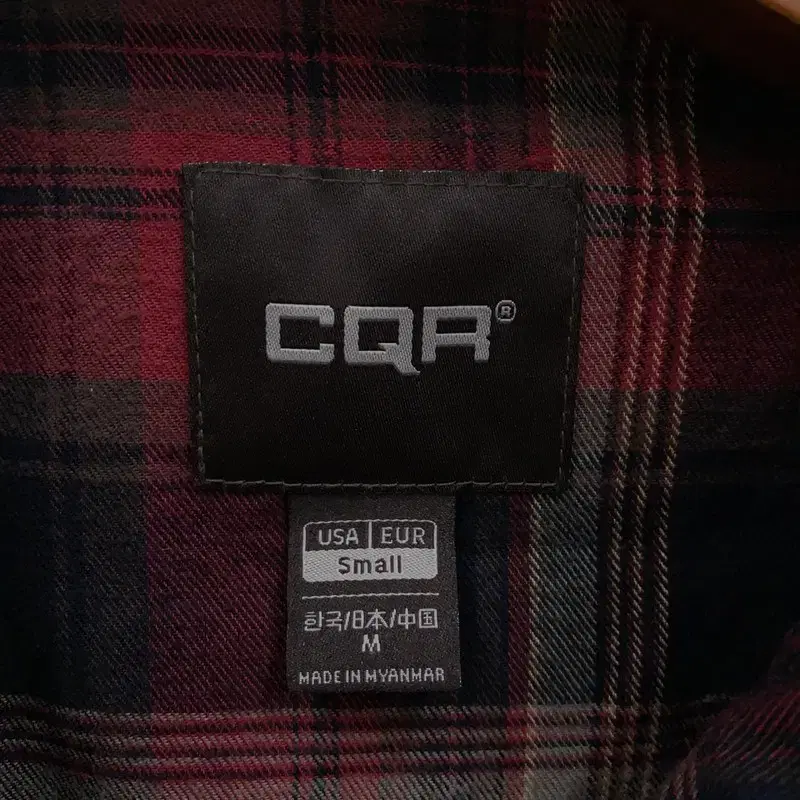 CQR®
USA | EUR
Small
한국/日本/中国
M
MADE IN MYANMAR